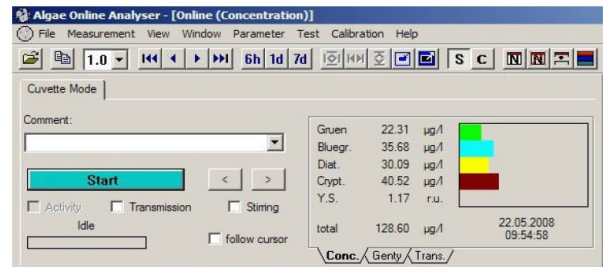 Algae Online Analyser - [Online (Concentration)]
File Measurement View Window Parameter Test Calibration Help
1.0 6h 1d 7d S C N N
Cuvette Mode
Comment:
Start < >
Activity Transmission Stirring
Idle
follow cursor
Gruen 22.31 µg/l
Bluegr. 35.68 µg/l
Diat. 30.09 µg/l
Crypt. 40.52 µg/l
Y.S. 1.17 r.u.
total 128.60 µg/l
22.05.2008
09:54:58
Conc. Genty Trans.